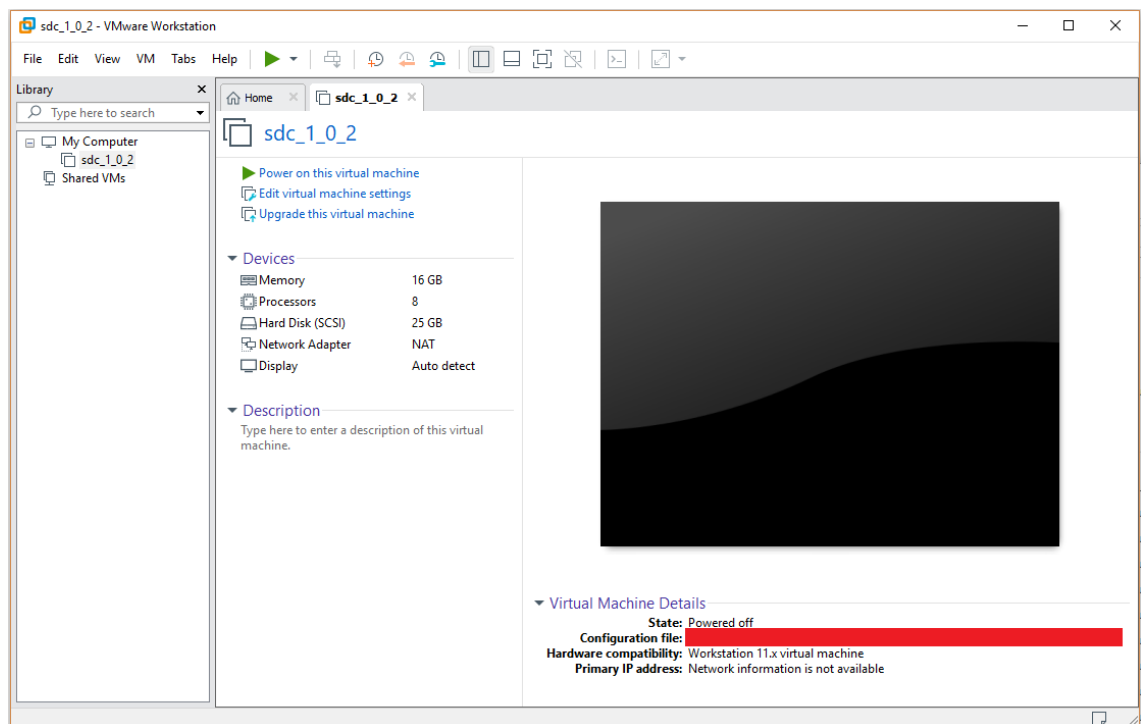 sdc_1_0_2 - VMware Workstation
File Edit View VM Tabs Help
Library
Type here to search
My Computer
sdc_1_0_2
Shared VMs
Home
sdc_1_0_2
sdc_1_0_2
Power on this virtual machine
Edit virtual machine settings
Upgrade this virtual machine
Devices
Memory 16 GB
Processors 8
Hard Disk (SCSI) 25 GB
Network Adapter NAT
Display Auto detect
Description
Type here to enter a description of this virtual
machine.
Virtual Machine Details
State: Powered off
Configuration file:
Hardware compatibility: Workstation 11.x virtual machine
Primary IP address: Network information is not available